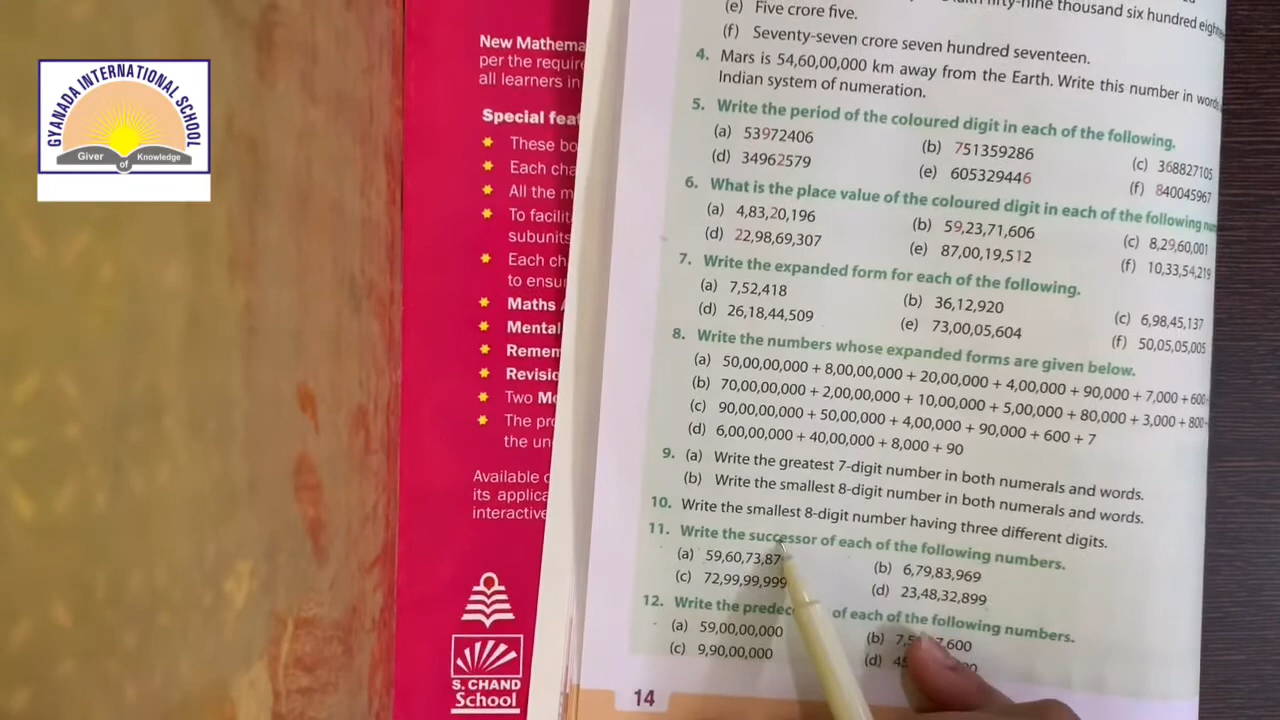 GYANADA INTERNATIONAL SCHOOL
Giver of Knowledge
New Mathema
per the require
all learners in
Special feat
These bo
Each cha
All the m
To facilit
subunits
Each ch
to ensur
Maths
Mental
Remem
Revisio
Two Mo
The pro
the un
Available o
its applica
interactive
S. CHAND
School
(e) Five crore five.
fifty-nine thousand six hundred eighte
(f) Seventy-seven crore seven hundred seventeen.
4. Mars is 54,60,00,000 km away from the Earth. Write this number in words
Indian system of numeration.
5. Write the period of the coloured digit in each of the following.
(a) 53972406 (b) 751359286 (c) 368827105
(d) 34962579 (e) 605329446 (f) 840045967
6. What is the place value of the coloured digit in each of the following num
(a) 4,83,20,196 (b) 59,23,71,606 (c) 8,29,60,001
(d) 22,98,69,307 (e) 87,00,19,512 (f) 10,33,54,219
7. Write the expanded form for each of the following.
(a) 7,52,418 (b) 36,12,920 (c) 6,98,45,137
(d) 26,18,44,509 (e) 73,00,05,604 (f) 50,05,05,005
8. Write the numbers whose expanded forms are given below.
(a) 50,00,00,000 + 8,00,00,000 + 20,00,000 + 4,00,000 + 90,000 + 7,000 + 600
(b) 70,00,00,000 + 2,00,00,000 + 10,00,000 + 5,00,000 + 80,000 + 3,000 + 800
(c) 90,00,00,000 + 50,00,000 + 4,00,000 + 90,000 + 600 + 7
(d) 6,00,00,000 + 40,00,000 + 8,000 + 90
9. (a) Write the greatest 7-digit number in both numerals and words.
(b) Write the smallest 8-digit number in both numerals and words.
10. Write the smallest 8-digit number having three different digits.
11. Write the successor of each of the following numbers.
(a) 59,60,73,87 (b) 6,79,83,969
(c) 72,99,99,999 (d) 23,48,32,899
12. Write the predec of each of the following numbers.
(a) 59,00,00,000 (b) 7,5 7,600
(c) 9,90,00,000 (d) 45
14